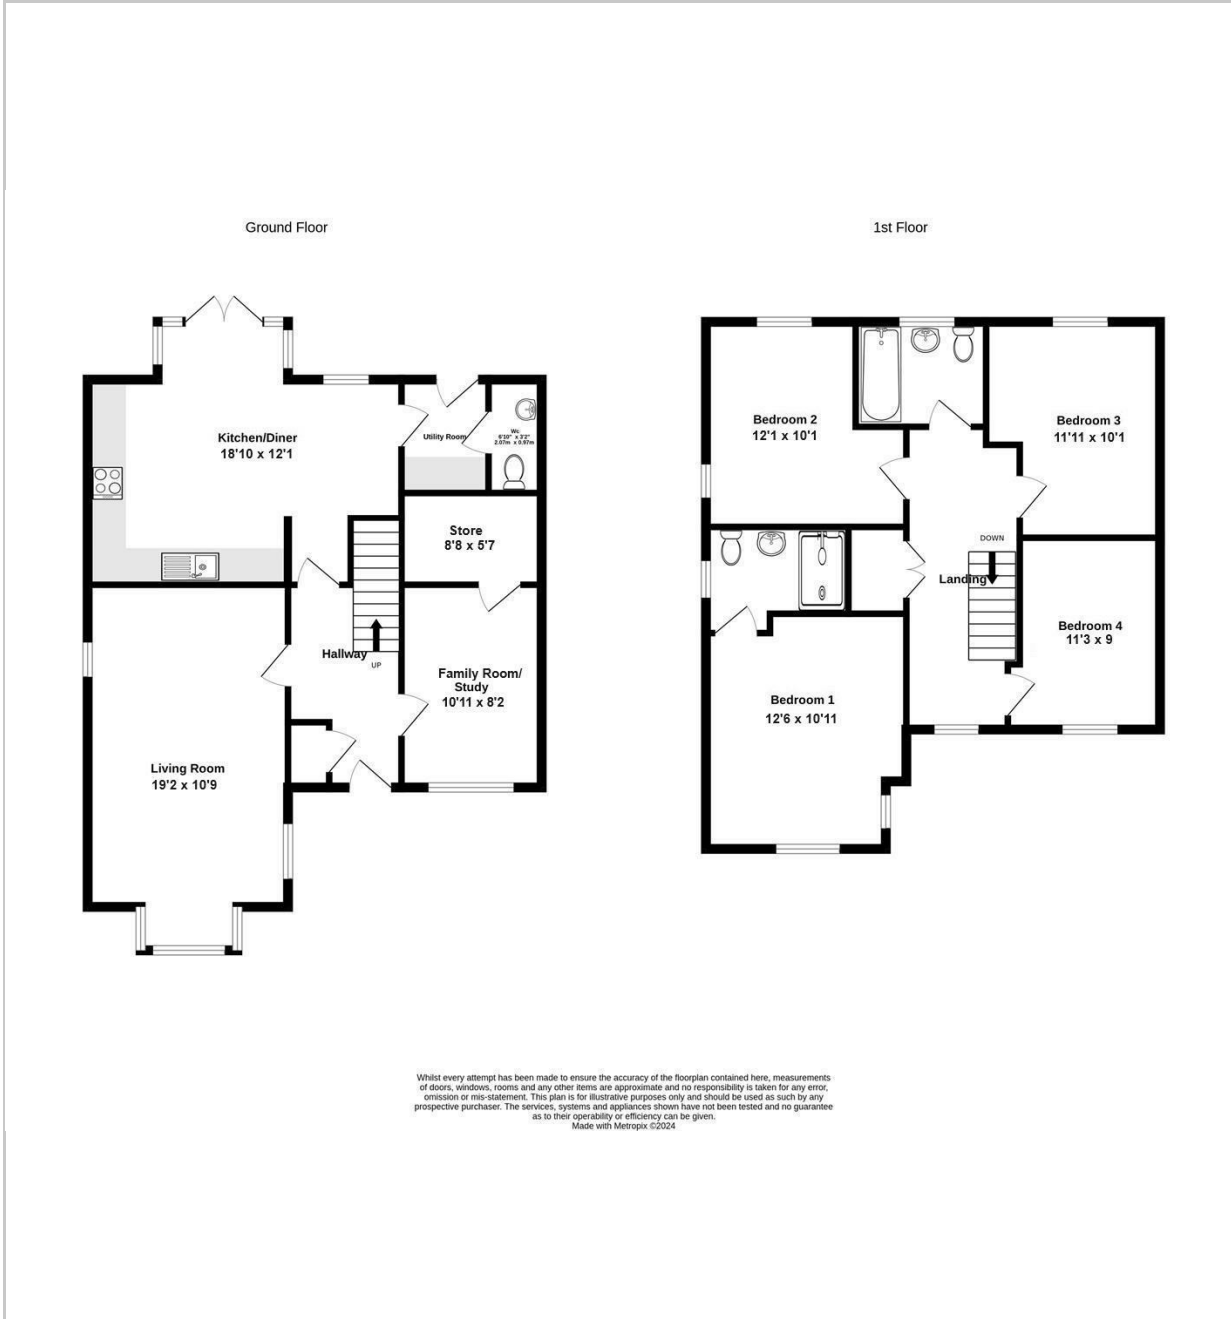 Ground Floor
1st Floor
Kitchen/Diner
18'10 x 12'1
Utility Room
Wc
6'10" x 3'2"
2.07m x 0.97m
Store
8'8 x 5'7
Hallway
UP
Family Room/
Study
10'11 x 8'2
Living Room
19'2 x 10'9
Bedroom 2
12'1 x 10'1
Bedroom 3
11'11 x 10'1
DOWN
Landing
Bedroom 4
11'3 x 9
Bedroom 1
12'6 x 10'11
Whilst every attempt has been made to ensure the accuracy of the floorplan contained here, measurements
of doors, windows, rooms and any other items are approximate and no responsibility is taken for any error,
omission or mis-statement. This plan is for illustrative purposes only and should be used as such by any
prospective purchaser. The services, systems and appliances shown have not been tested and no guarantee
as to their operability or efficiency can be given.
Made with Metropix ©2024